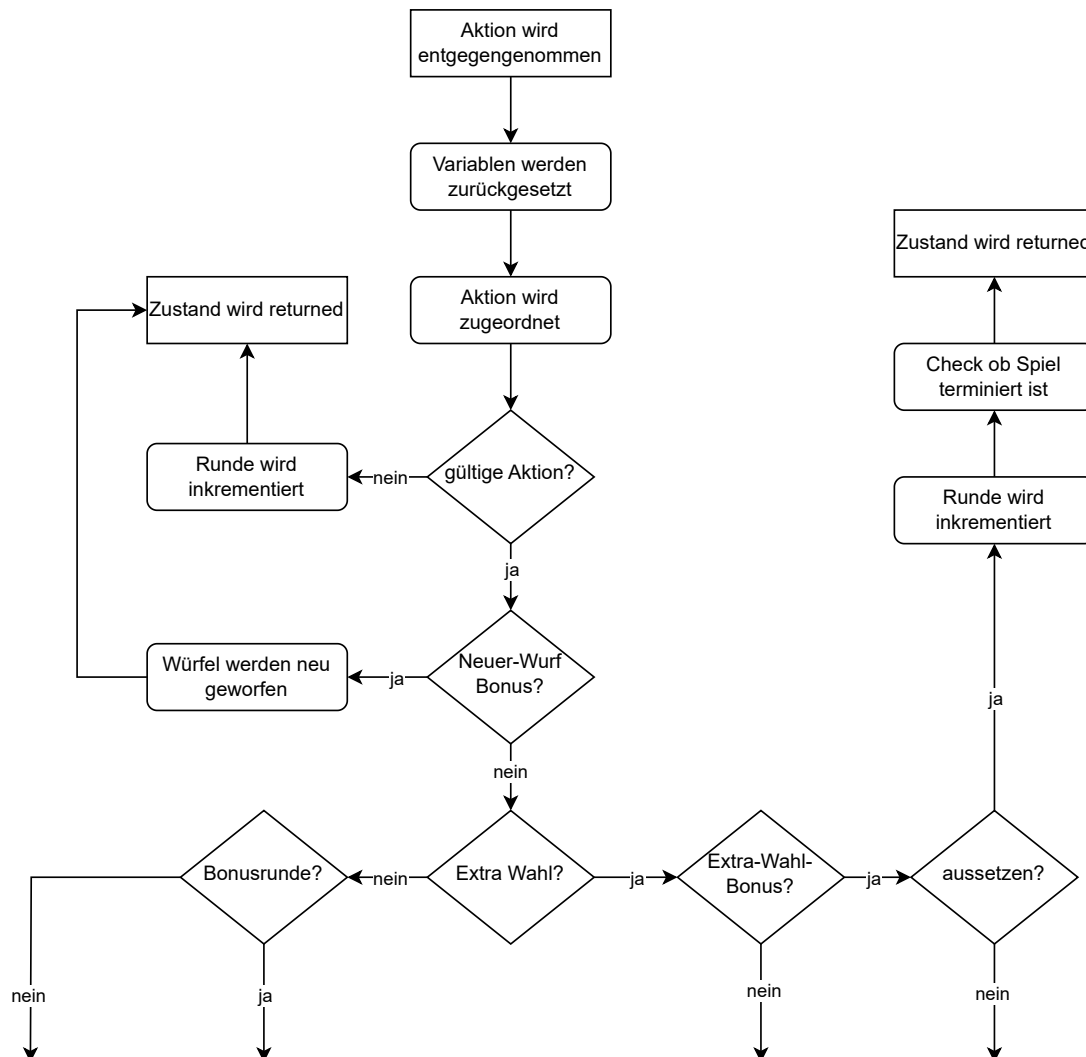 Aktion wird
entgegengenommen
Variablen werden
zurückgesetzt
Zustand wird returned
Aktion wird
zugeordnet
Zustand wird returned
Check ob Spiel
terminiert ist
Runde wird
inkrementiert
nein
gültige Aktion?
Runde wird
inkrementiert
ja
Würfel werden neu
geworfen
ja
Neuer-Wurf
Bonus?
ja
nein
Bonusrunde?
nein
Extra Wahl?
ja
Extra-Wahl-
Bonus?
ja
aussetzen?
nein
ja
nein
nein